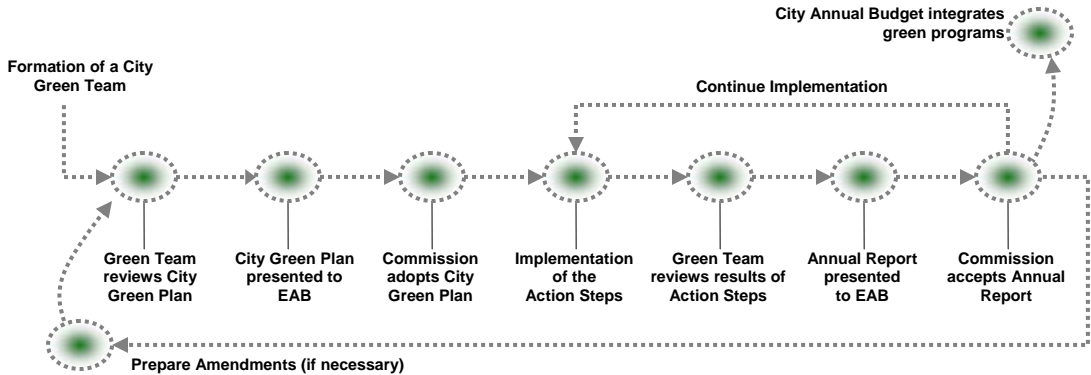 City Annual Budget integrates
green programs
Formation of a City
Green Team
Continue Implementation
Green Team
reviews City
Green Plan
City Green Plan
presented to
EAB
Commission
adopts City
Green Plan
Implementation
of the
Action Steps
Green Team
reviews results of
Action Steps
Annual Report
presented
to EAB
Commission
accepts Annual
Report
Prepare Amendments (if necessary)